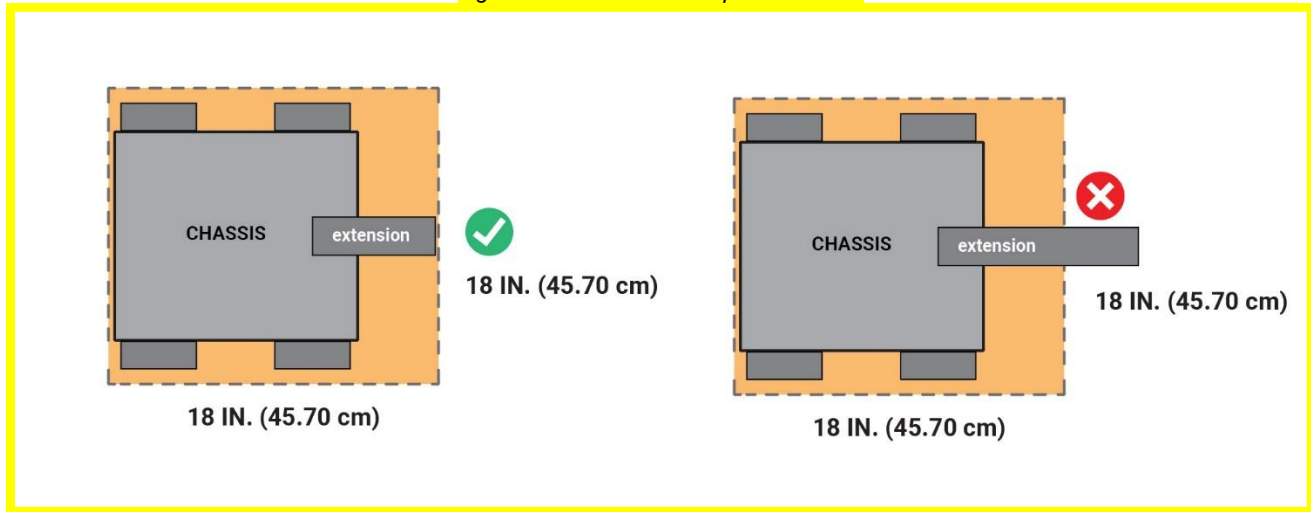 CHASSIS
extension
18 IN. (45.70 cm)
18 IN. (45.70 cm)
CHASSIS
extension
18 IN. (45.70 cm)
18 IN. (45.70 cm)